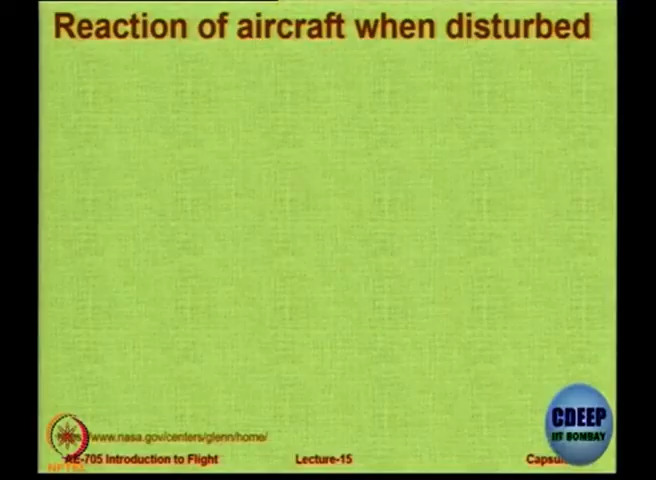 Reaction of aircraft when disturbed
www.nasa.gov/centers/glenn/home/
CDEEP
IIT BOMBAY
AE-705 Introduction to Flight
Lecture-15
NPTEL